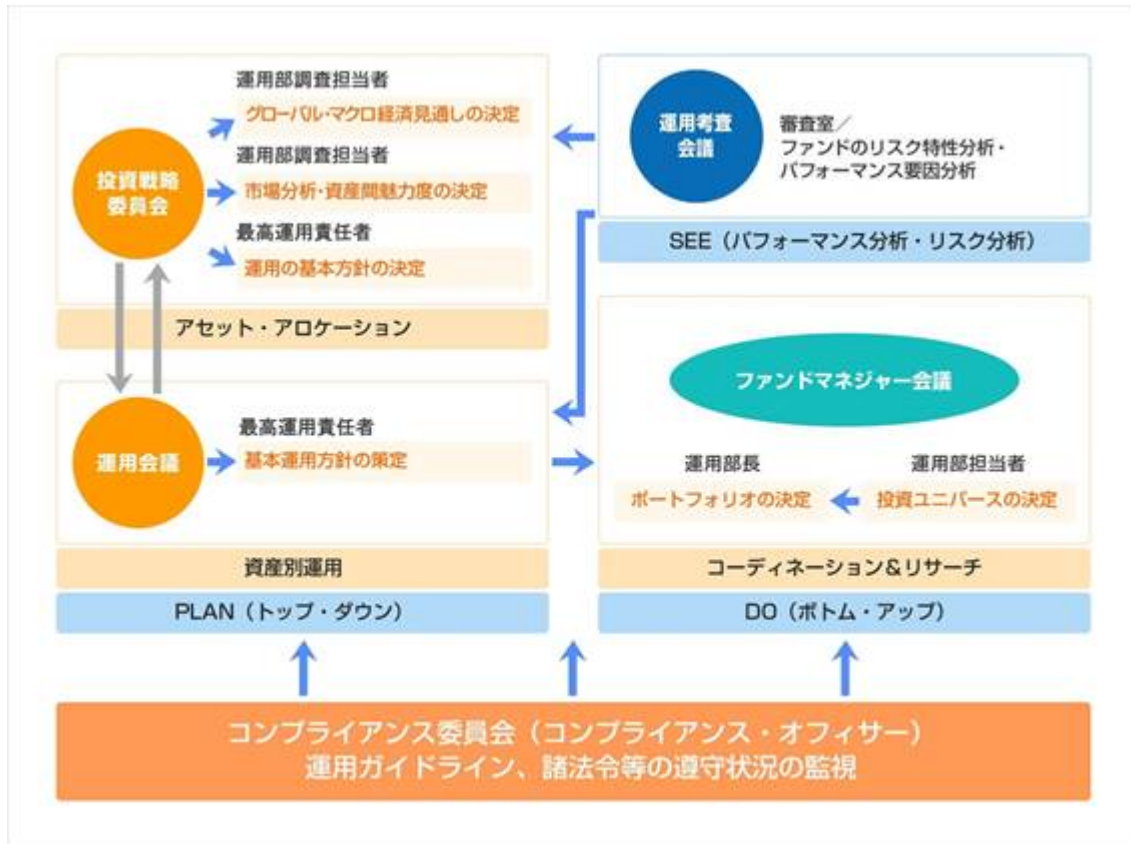 運用部調査担当者
グローバル・マクロ経済見通しの決定
運用部調査担当者
市場分析・資産間魅力度の決定
最高運用責任者
運用の基本方針の決定
投資戦略
委員会
アセット・アロケーション
運用会議
最高運用責任者
基本運用方針の策定
資産別運用
PLAN（トップ・ダウン）
運用考査
会議
審査室／
ファンドのリスク特性分析・
パフォーマンス要因分析
SEE（パフォーマンス分析・リスク分析）
ファンドマネジャー会議
運用部長
ポートフォリオの決定
運用部担当者
投資ユニバースの決定
コーディネーション＆リサーチ
DO（ボトム・アップ）
コンプライアンス委員会（コンプライアンス・オフィサー）
運用ガイドライン、諸法令等の遵守状況の監視